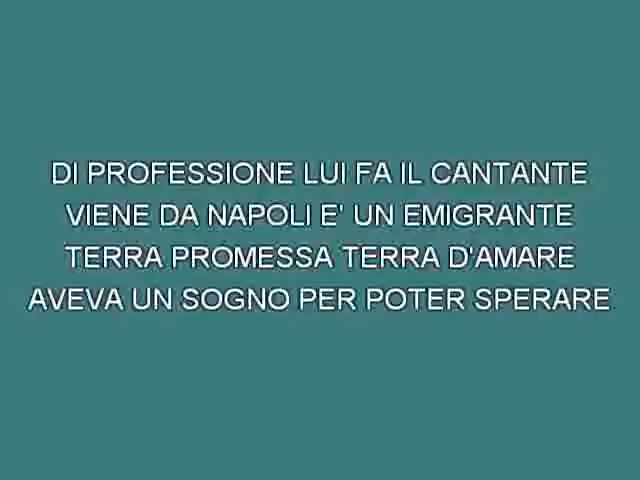 DI PROFESSIONE LUI FA IL CANTANTE
VIENE DA NAPOLI E' UN EMIGRANTE
TERRA PROMESSA TERRA D'AMARE
AVEVA UN SOGNO PER POTER SPERARE